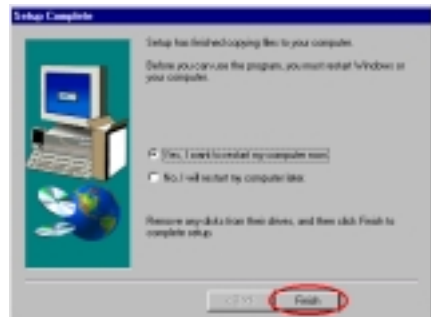 Setup Complete
Setup has finished copying files to your computer.
Before you can use the program, you must restart Windows or
your computer.
Yes, I want to restart my computer now.
No, I will restart my computer later.
Remove any disks from their drives, and then click Finish to
complete setup.
Finish